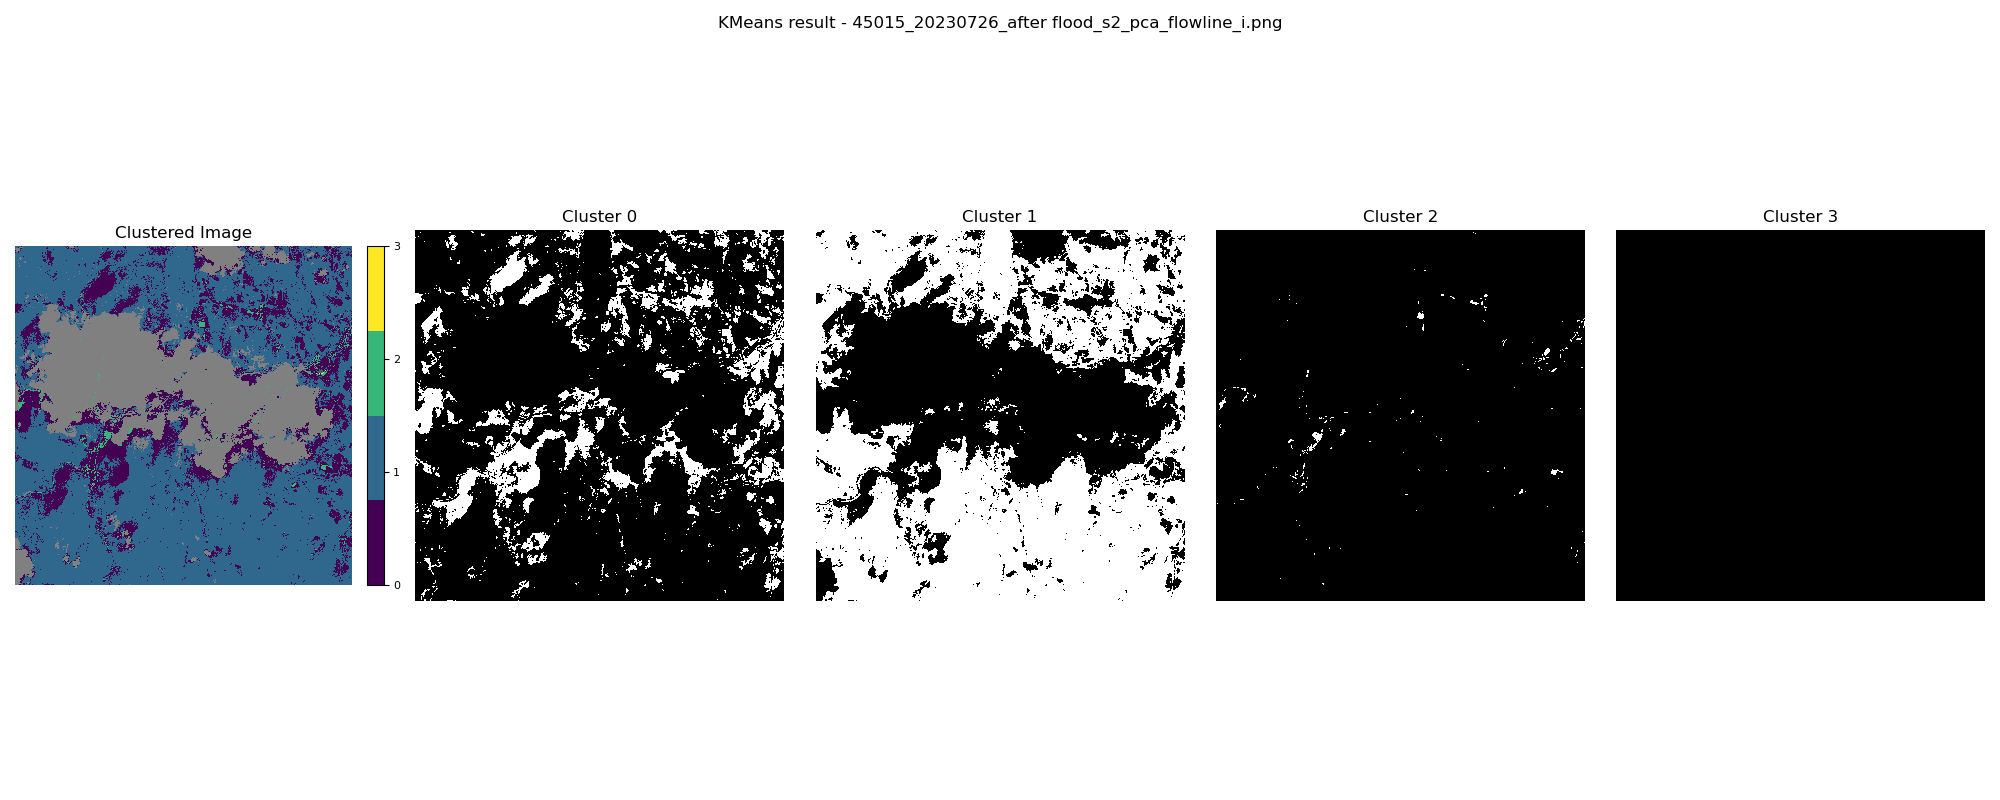 KMeans result - 45015_20230726_after flood_s2_pca_flowline_i.png
Clustered Image
Cluster 0
Cluster 1
Cluster 2
Cluster 3
3
2
1
0